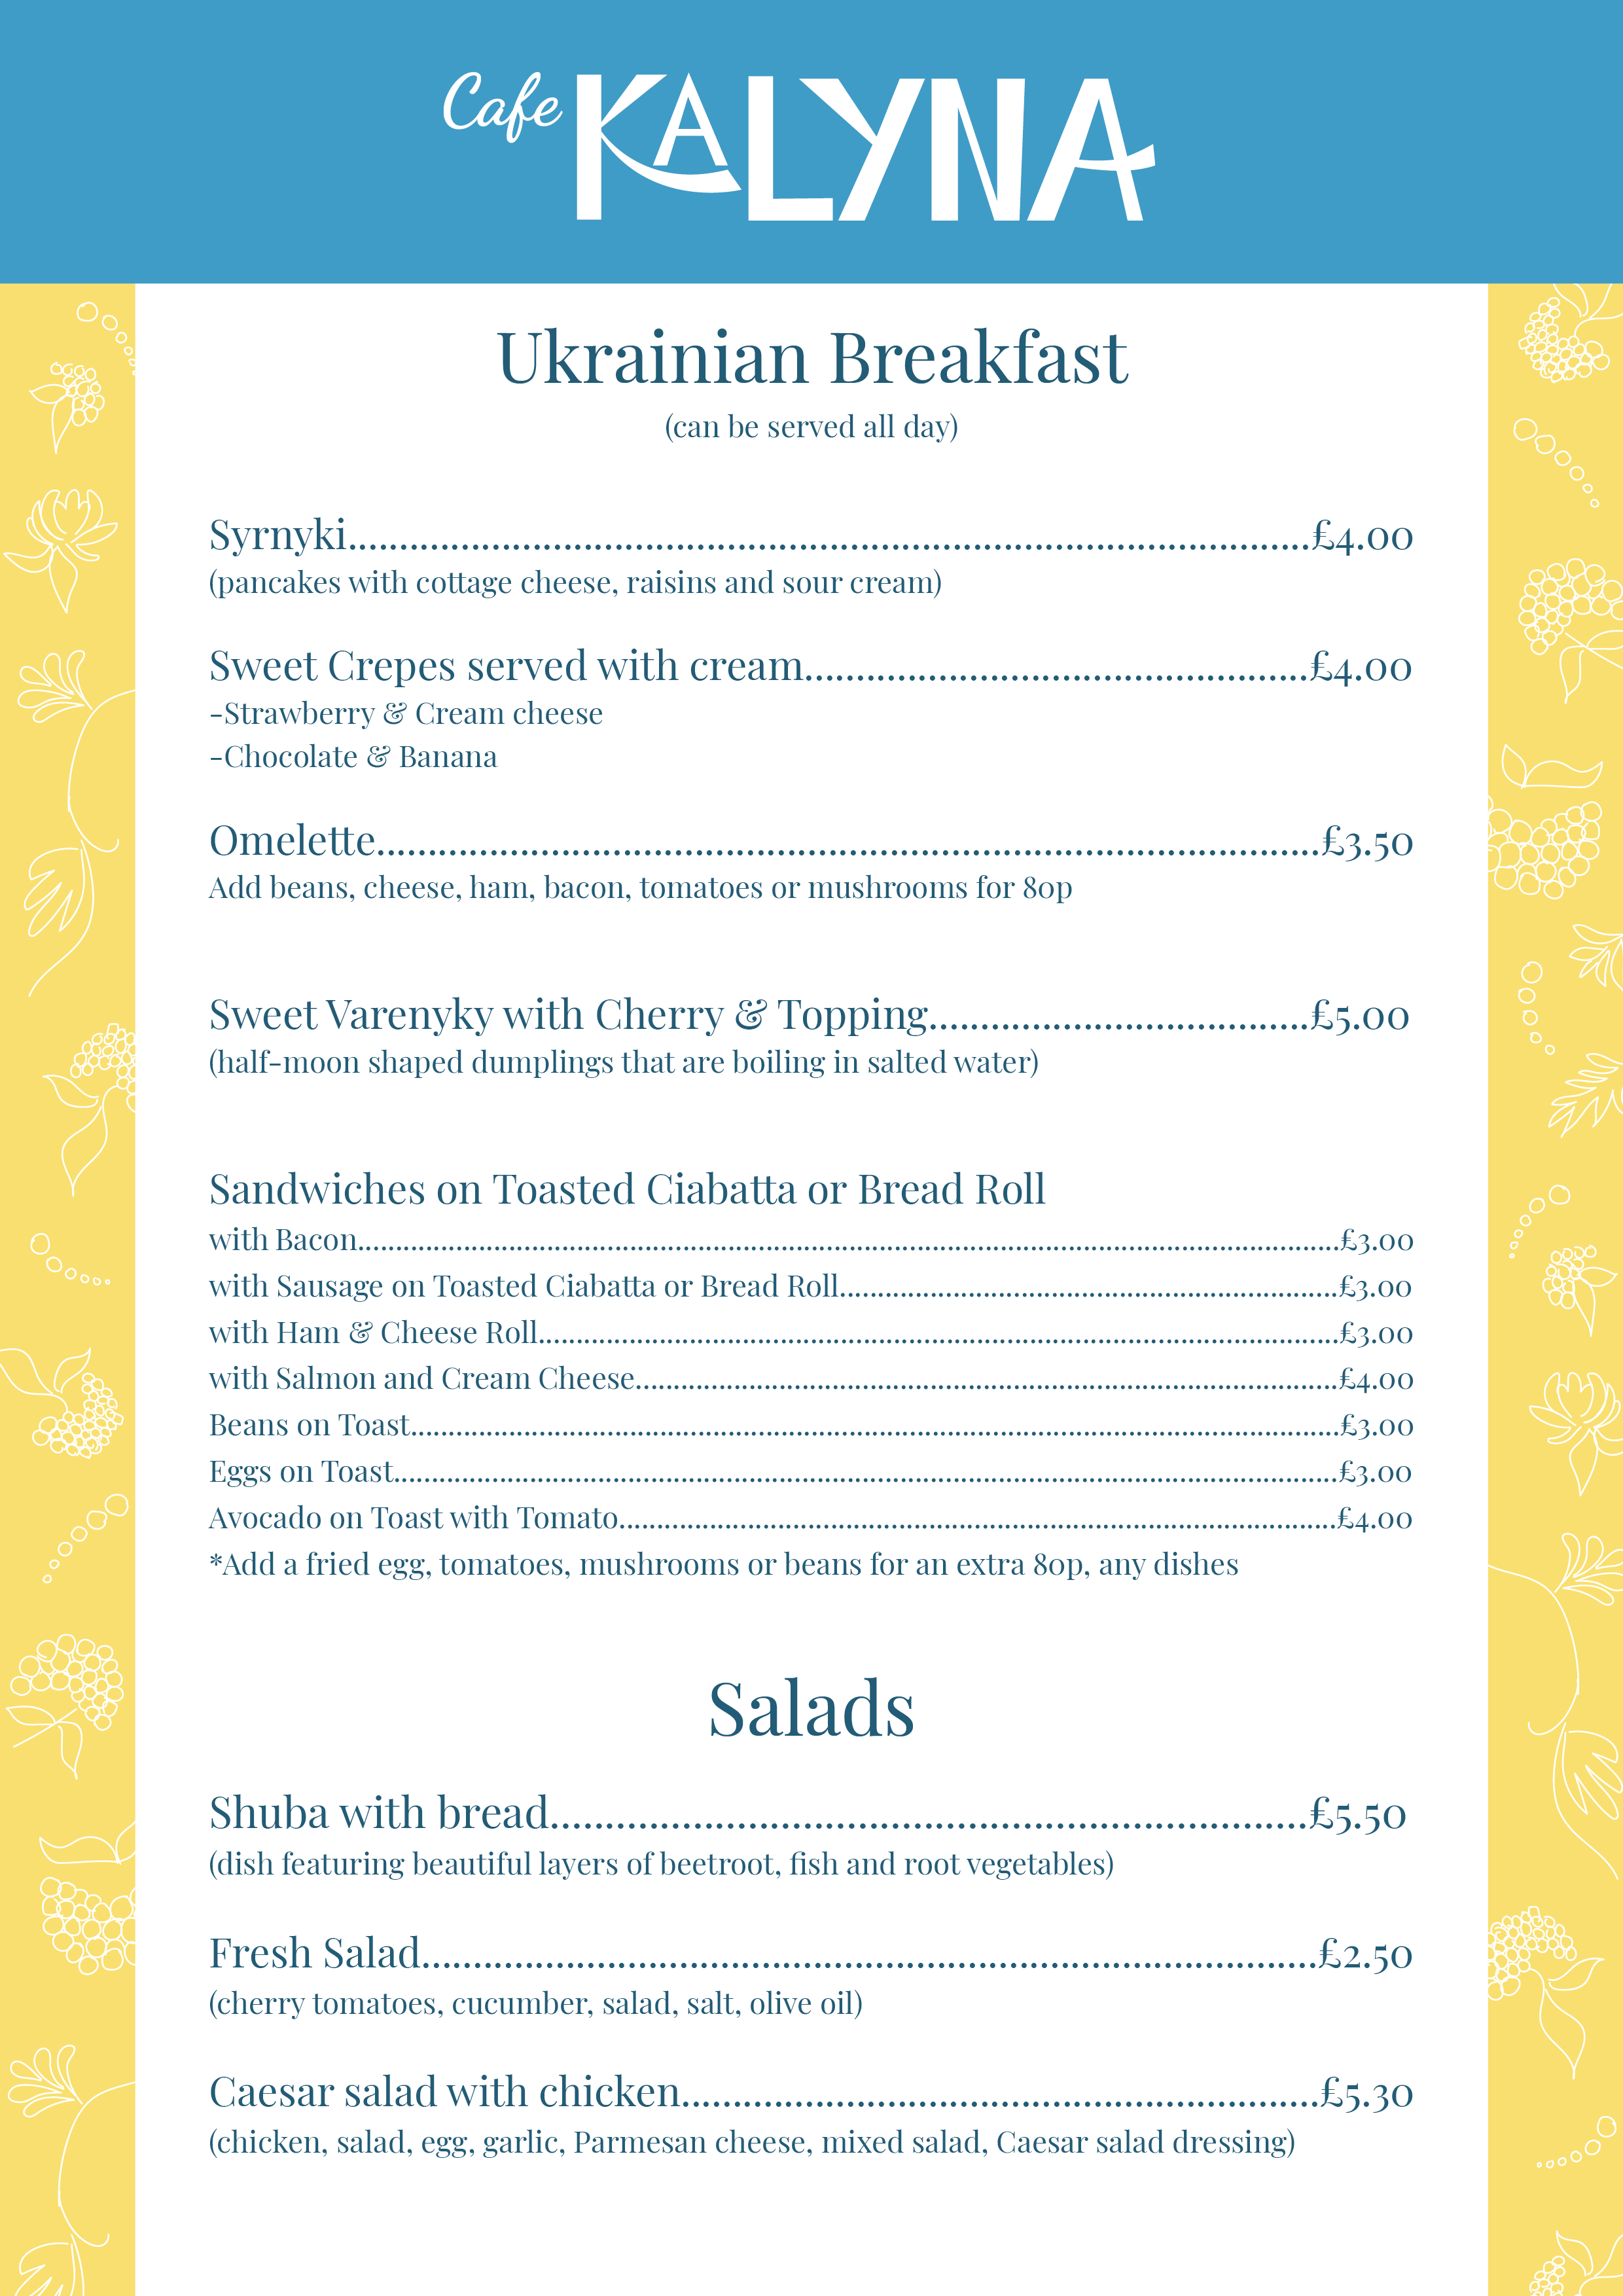 Cafe KALYNA
Ukrainian Breakfast
(can be served all day)
Syrnyki...............£4.00
(pancakes with cottage cheese, raisins and sour cream)
Sweet Crepes served with cream...............£4.00
-Strawberry & Cream cheese
-Chocolate & Banana
Omelette...............£3.50
Add beans, cheese, ham, bacon, tomatoes or mushrooms for 80p
Sweet Varenyky with Cherry & Topping...............£5.00
(half-moon shaped dumplings that are boiling in salted water)
Sandwiches on Toasted Ciabatta or Bread Roll
with Bacon...............£3.00
with Sausage on Toasted Ciabatta or Bread Roll...............£3.00
with Ham & Cheese Roll...............£3.00
with Salmon and Cream Cheese...............£4.00
Beans on Toast...............£3.00
Eggs on Toast...............£3.00
Avocado on Toast with Tomato...............£4.00
*Add a fried egg, tomatoes, mushrooms or beans for an extra 80p, any dishes
Salads
Shuba with bread...............£5.50
(dish featuring beautiful layers of beetroot, fish and root vegetables)
Fresh Salad...............£2.50
(cherry tomatoes, cucumber, salad, salt, olive oil)
Caesar salad with chicken...............£5.30
(chicken, salad, egg, garlic, Parmesan cheese, mixed salad, Caesar salad dressing)